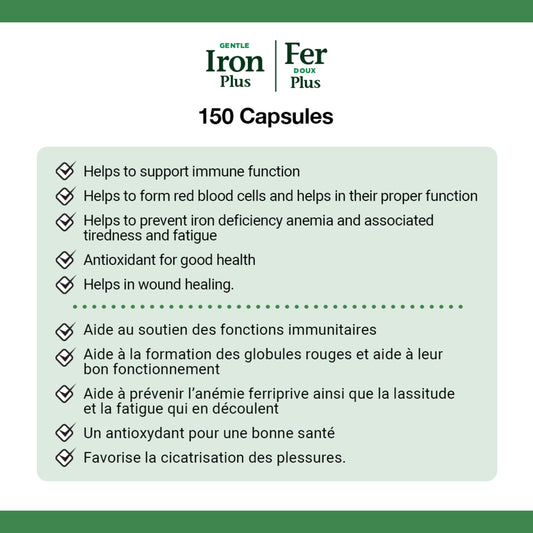 GENTLE
Iron
Plus
Fer
DOUX
Plus
150 Capsules
Helps to support immune function
Helps to form red blood cells and helps in their proper function
Helps to prevent iron deficiency anemia and associated
tiredness and fatigue
Antioxidant for good health
Helps in wound healing.
Aide au soutien des fonctions immunitaires
Aide à la formation des globules rouges et aide à leur
bon fonctionnement
Aide à prévenir l’anémie ferriprive ainsi que la lassitude
et la fatigue qui en découlent
Un antioxydant pour une bonne santé
Favorise la cicatrisation des plessures.